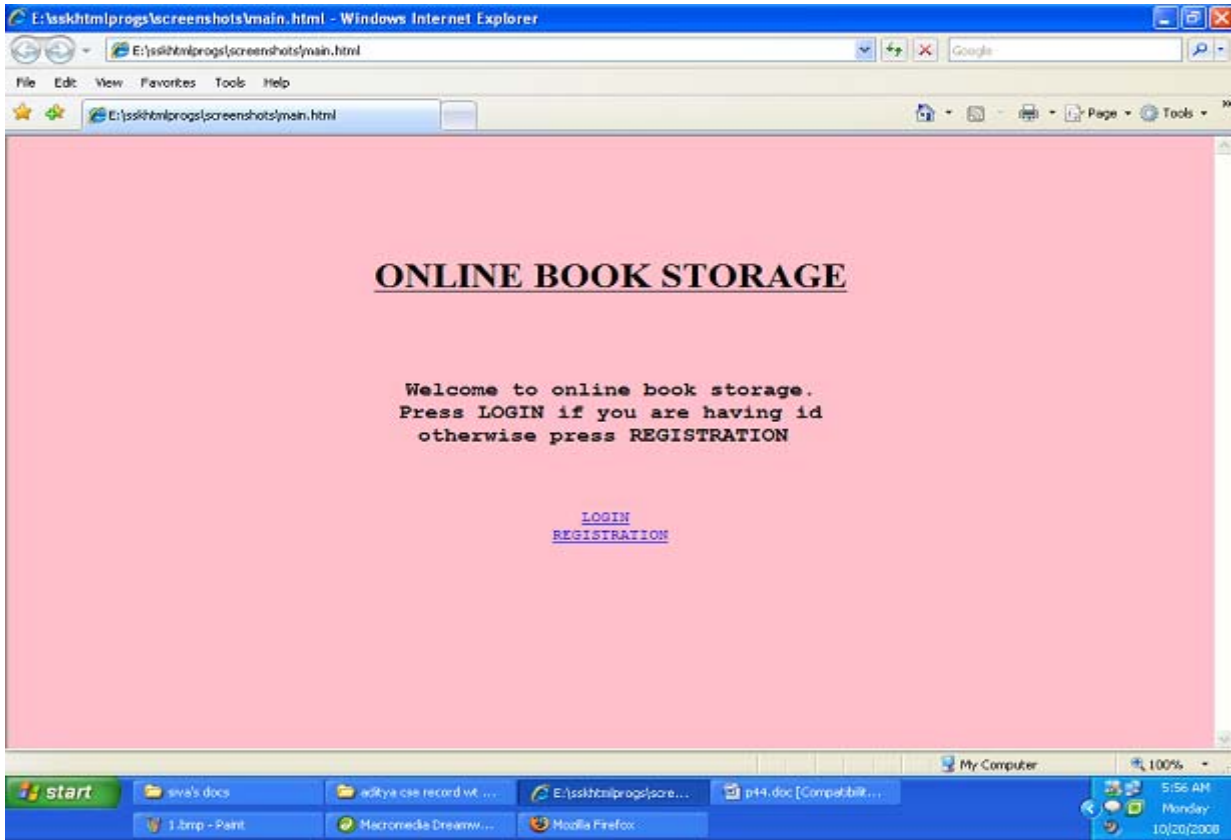 E:\sskhtmlprogs\screenshots\main.html - Windows Internet Explorer
E:\sskhtmlprogs\screenshots\main.html
Google
File Edit View Favorites Tools Help
E:\sskhtmlprogs\screenshots\main.html
Page Tools
ONLINE BOOK STORAGE
Welcome to online book storage.
Press LOGIN if you are having id
otherwise press REGISTRATION
LOGIN
REGISTRATION
My Computer 100%
start siva's docs aditya cse record wt ... E:\sskhtmlprogs\scre... p44.doc [Compatibilit... 5:56 AM
1.bmp - Paint Macromedia Dreamw... Mozilla Firefox Monday
10/20/2008